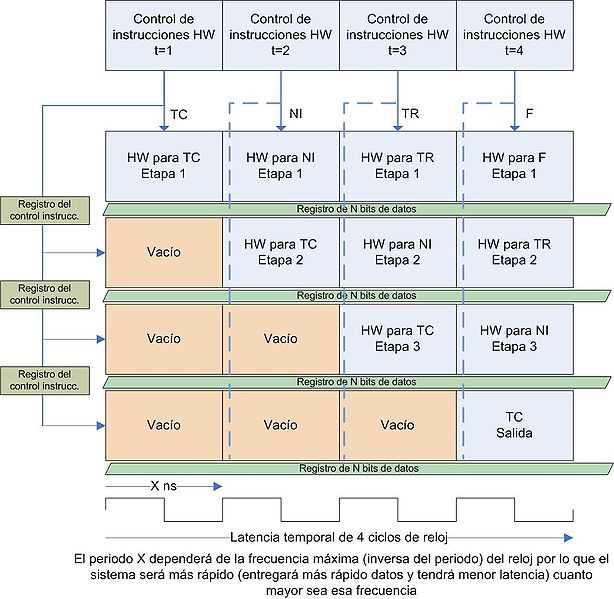 Control de
instrucciones HW
t=1
Control de
instrucciones HW
t=2
Control de
instrucciones HW
t=3
Control de
instrucciones HW
t=4
TC
NI
TR
F
HW para TC
Etapa 1
HW para NI
Etapa 1
HW para TR
Etapa 1
HW para F
Etapa 1
Registro del
control instrucc.
Registro de N bits de datos
Vacío
HW para TC
Etapa 2
HW para NI
Etapa 2
HW para TR
Etapa 2
Registro del
control instrucc.
Registro de N bits de datos
Vacío
Vacío
HW para TC
Etapa 3
HW para NI
Etapa 3
Registro del
control instrucc.
Registro de N bits de datos
Vacío
Vacío
Vacío
TC
Salida
Registro de N bits de datos
X ns
Latencia temporal de 4 ciclos de reloj
El periodo X dependerá de la frecuencia máxima (inversa del periodo) del reloj por lo que el
sistema será más rápido (entregará más rápido datos y tendrá menor latencia) cuanto
mayor sea esa frecuencia